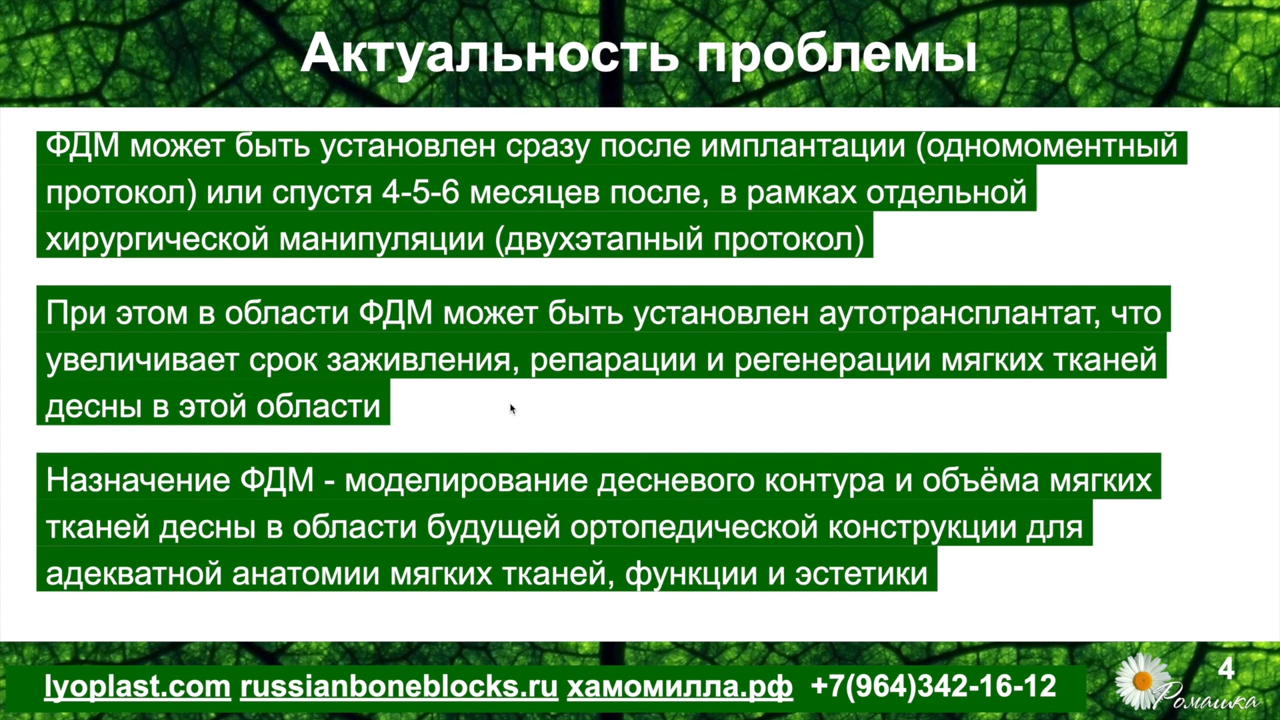 Актуальность проблемы
ФДМ может быть установлен сразу после имплантации (одномоментный
протокол) или спустя 4-5-6 месяцев после, в рамках отдельной
хирургической манипуляции (двухэтапный протокол)
При этом в области ФДМ может быть установлен аутотрансплантат, что
увеличивает срок заживления, репарации и регенерации мягких тканей
десны в этой области
Назначение ФДМ - моделирование десневого контура и объёма мягких
тканей десны в области будущей ортопедической конструкции для
адекватной анатомии мягких тканей, функции и эстетики
lyoplast.com russianboneblocks.ru хамомилла.рф +7(964)342-16-12
Ромашка
4